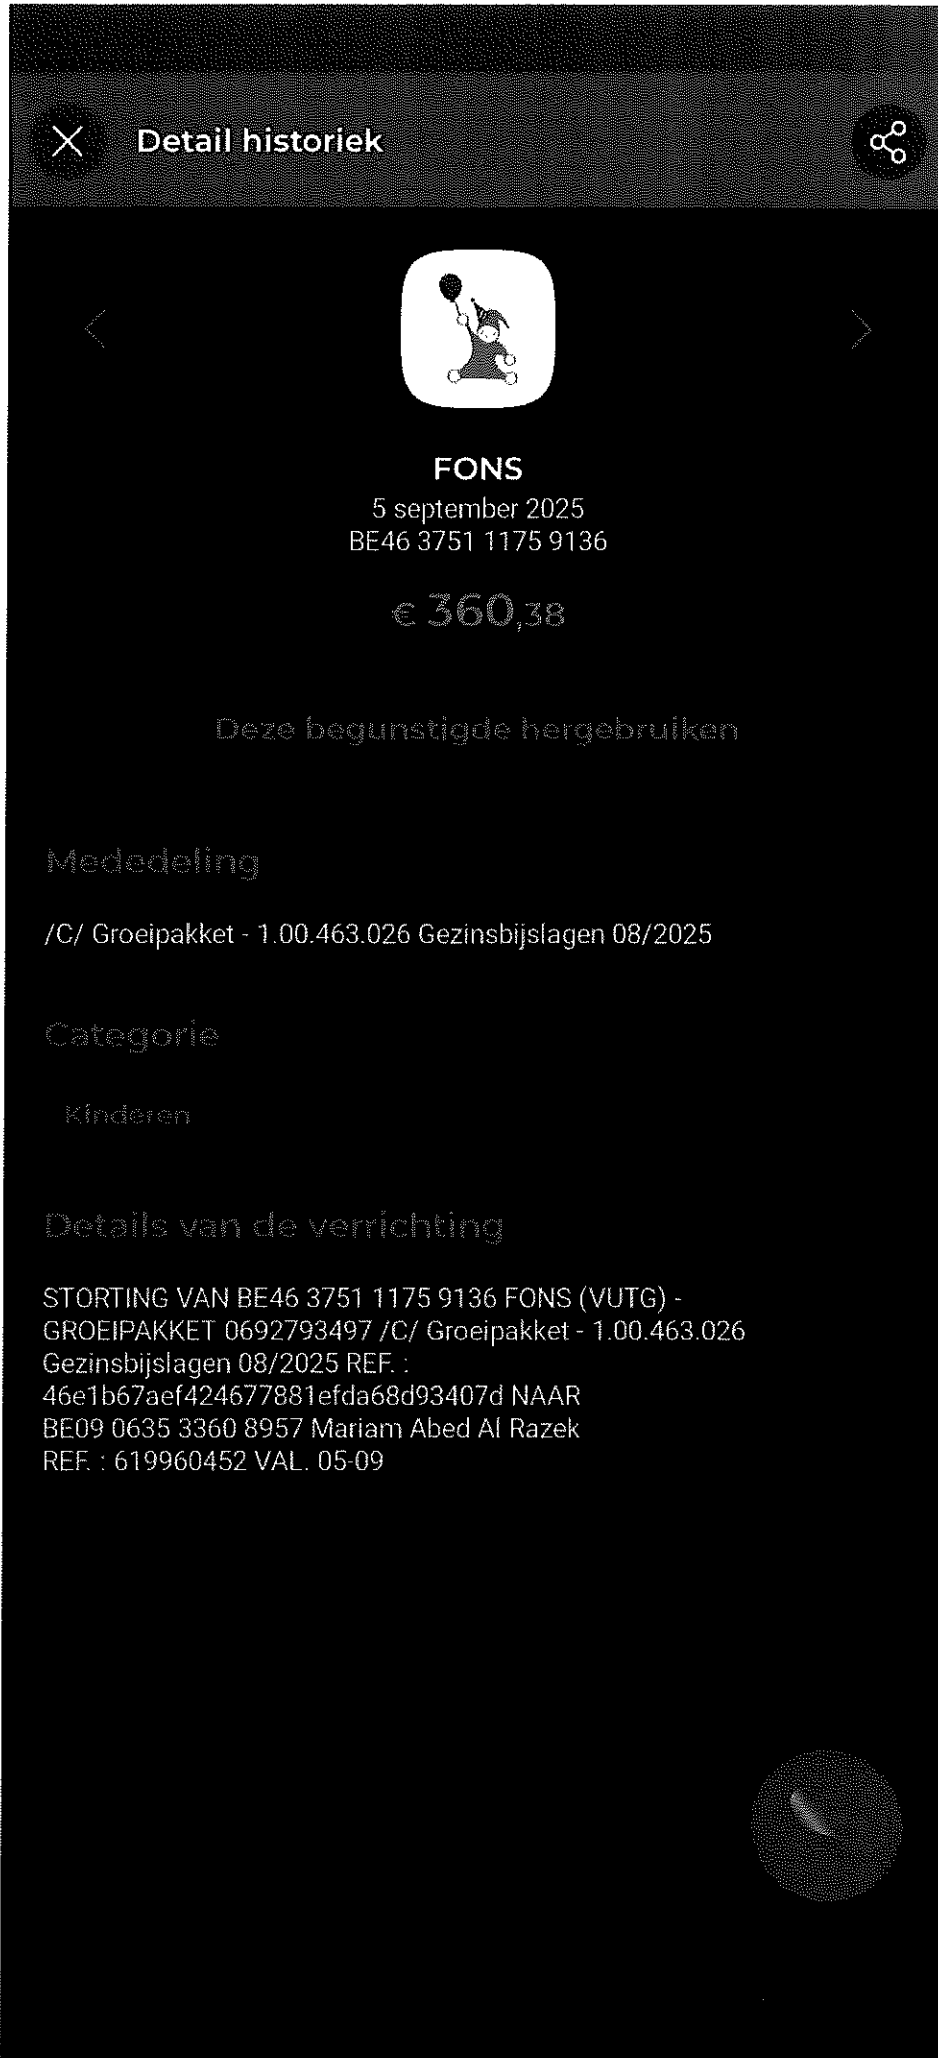 Detail historiek
FONS
5 september 2025
BE46 3751 1175 9136
€ 360,38
Deze begunstigde hergebruiken
Mededeling
/C/ Groeipakket - 1.00.463.026 Gezinsbijslagen 08/2025
Categorie
Kinderen
Details van de verrichting
STORTING VAN BE46 3751 1175 9136 FONS (VUTG) -
GROEIPAKKET 0692793497 /C/ Groeipakket - 1.00.463.026
Gezinsbijslagen 08/2025 REF. :
46e1b67aef424677881efda68d93407d NAAR
BE09 0635 3360 8957 Mariam Abed Al Razek
REF. : 619960452 VAL. 05-09